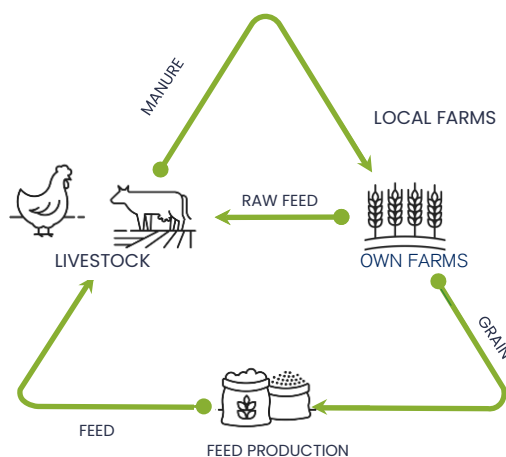 MANURE
LOCAL FARMS
RAW FEED
LIVESTOCK
OWN FARMS
GRAIN
FEED
FEED PRODUCTION